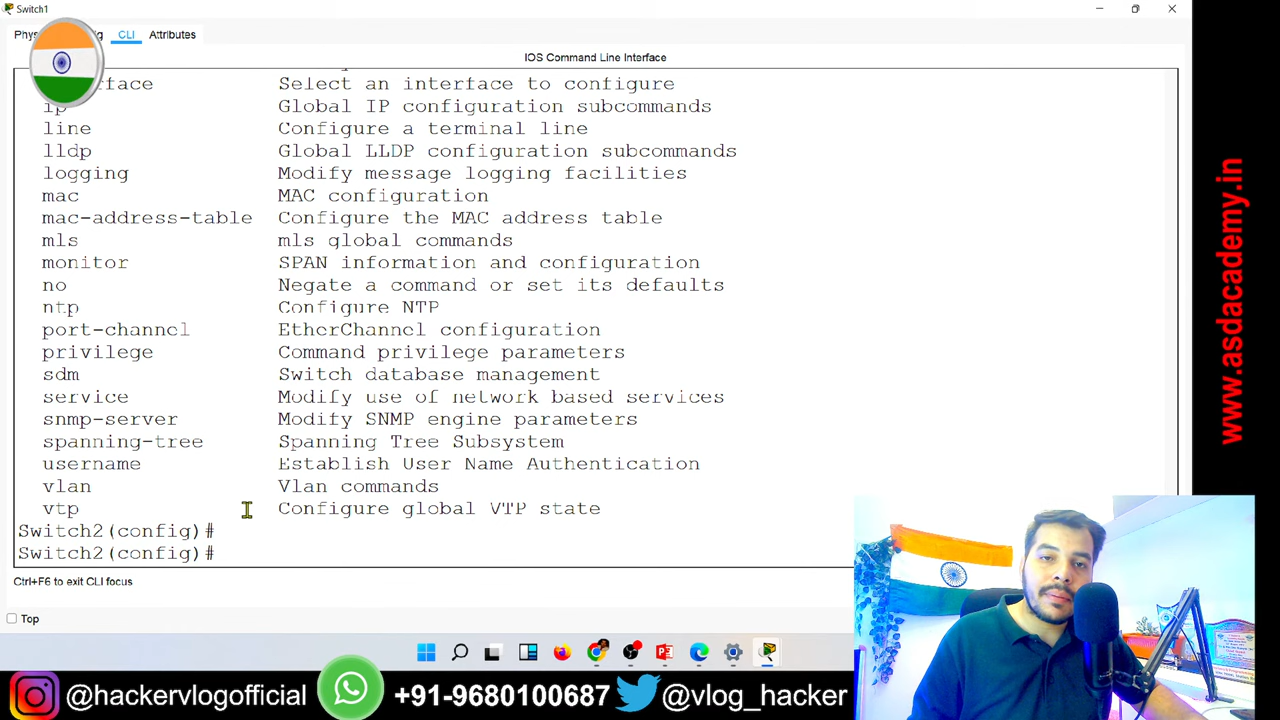 Switch1
CLI
Attributes
IOS Command Line Interface
Select an interface to configure
ip Global IP configuration subcommands
line Configure a terminal line
lldp Global LLDP configuration subcommands
logging Modify message logging facilities
mac MAC configuration
mac-address-table Configure the MAC address table
mls mls global commands
monitor SPAN information and configuration
no Negate a command or set its defaults
ntp Configure NTP
port-channel EtherChannel configuration
privilege Command privilege parameters
sdm Switch database management
service Modify use of network based services
snmp-server Modify SNMP engine parameters
spanning-tree Spanning Tree Subsystem
username Establish User Name Authentication
vlan Vlan commands
vtp Configure global VTP state
Switch2(config)#
Switch2(config)#
Ctrl+F6 to exit CLI focus
Top
www.asdacademy.in
@hackervlogofficial
+91-9680100687
@vlog_hacker